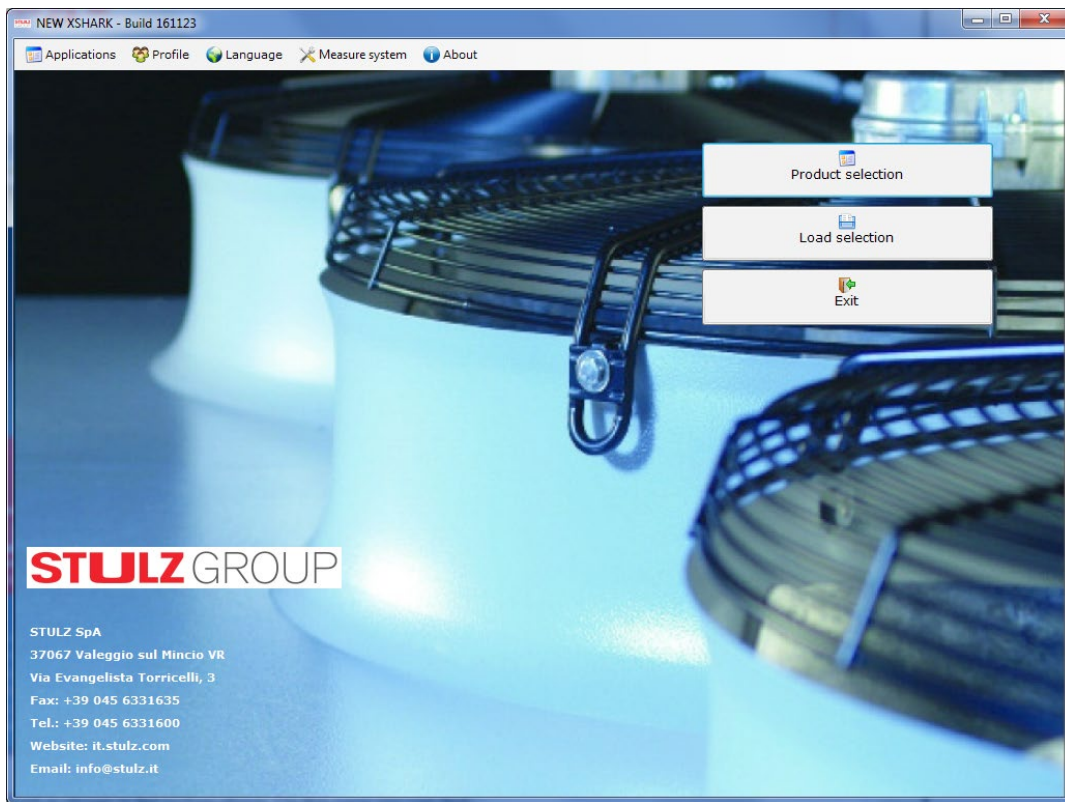 NEW XSHARK - Build 161123
Applications Profile Language Measure system About
Product selection
Load selection
Exit
STULZ GROUP
STULZ SpA
37067 Valeggio sul Mincio VR
Via Evangelista Torricelli, 3
Fax: +39 045 6331635
Tel.: +39 045 6331600
Website: it.stulz.com
Email: info@stulz.it